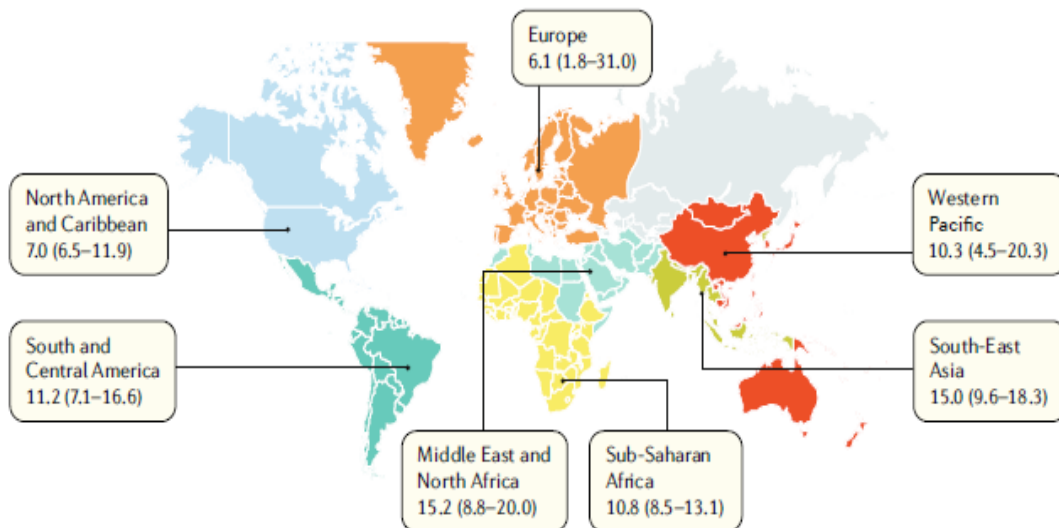 Europe
6.1 (1.8–31.0)
North America
and Caribbean
7.0 (6.5–11.9)
Western
Pacific
10.3 (4.5–20.3)
South and
Central America
11.2 (7.1–16.6)
South-East
Asia
15.0 (9.6–18.3)
Middle East and
North Africa
15.2 (8.8–20.0)
Sub-Saharan
Africa
10.8 (8.5–13.1)